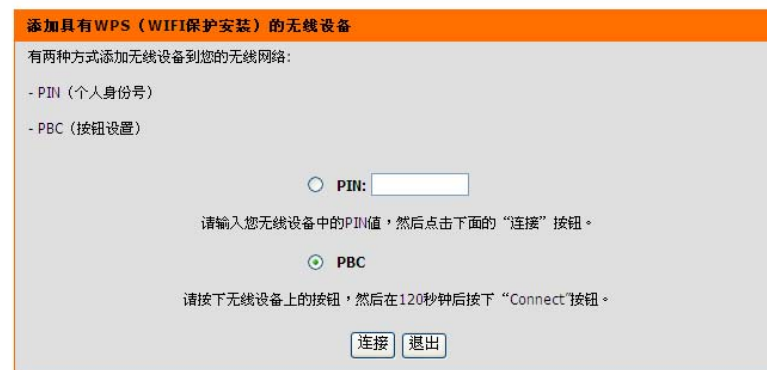 添加具有WPS（WIFI保护安装）的无线设备
有两种方式添加无线设备到您的无线网络:
- PIN（个人身份号）
- PBC（按钮设置）
PIN:
请输入您无线设备中的PIN值，然后点击下面的“连接”按钮。
PBC
请按下无线设备上的按钮，然后在120秒钟后按下“Connect”按钮。
连接 退出